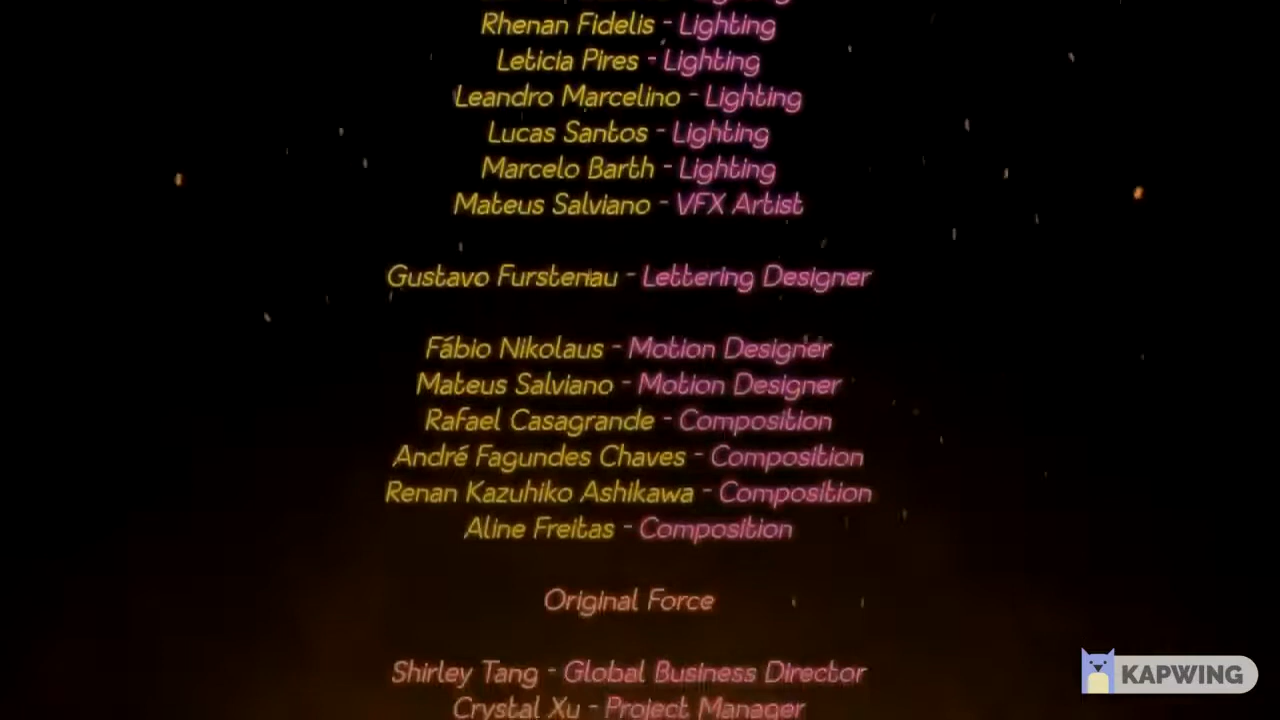 Rhenan Fidelis - Lighting
Leticia Pires - Lighting
Leandro Marcelino - Lighting
Lucas Santos - Lighting
Marcelo Barth - Lighting
Mateus Salviano - VFX Artist
Gustavo Furstenau - Lettering Designer
Fábio Nikolaus - Motion Designer
Mateus Salviano - Motion Designer
Rafael Casagrande - Composition
André Fagundes Chaves - Composition
Renan Kazuhiko Ashikawa - Composition
Aline Freitas - Composition
Original Force
Shirley Tang - Global Business Director
Crystal Xu - Project Manager
KAPWING